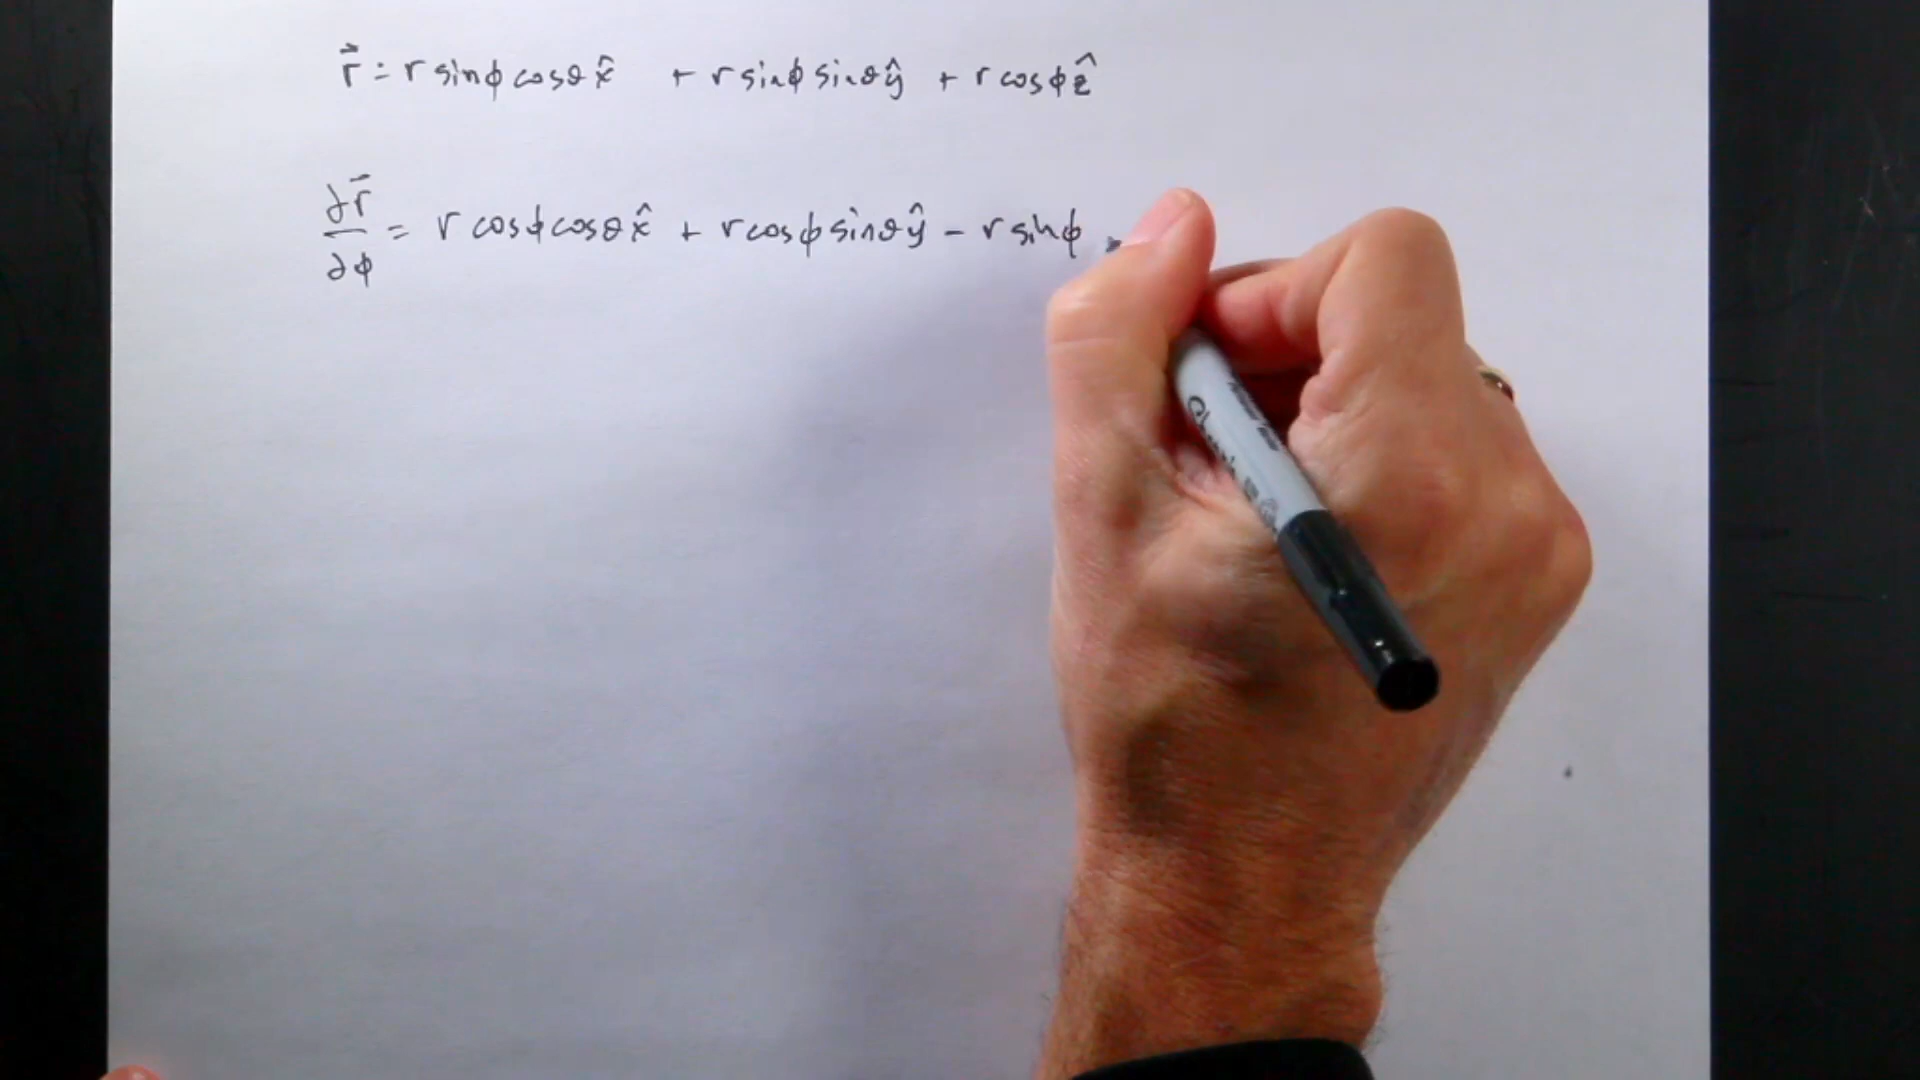 r⃗ = r sinϕ cosθ x̂ + r sinϕ sinθ ŷ + r cosϕ ẑ
∂r⃗/∂ϕ = r cosϕ cosθ x̂ + r cosϕ sinθ ŷ - r sinϕ